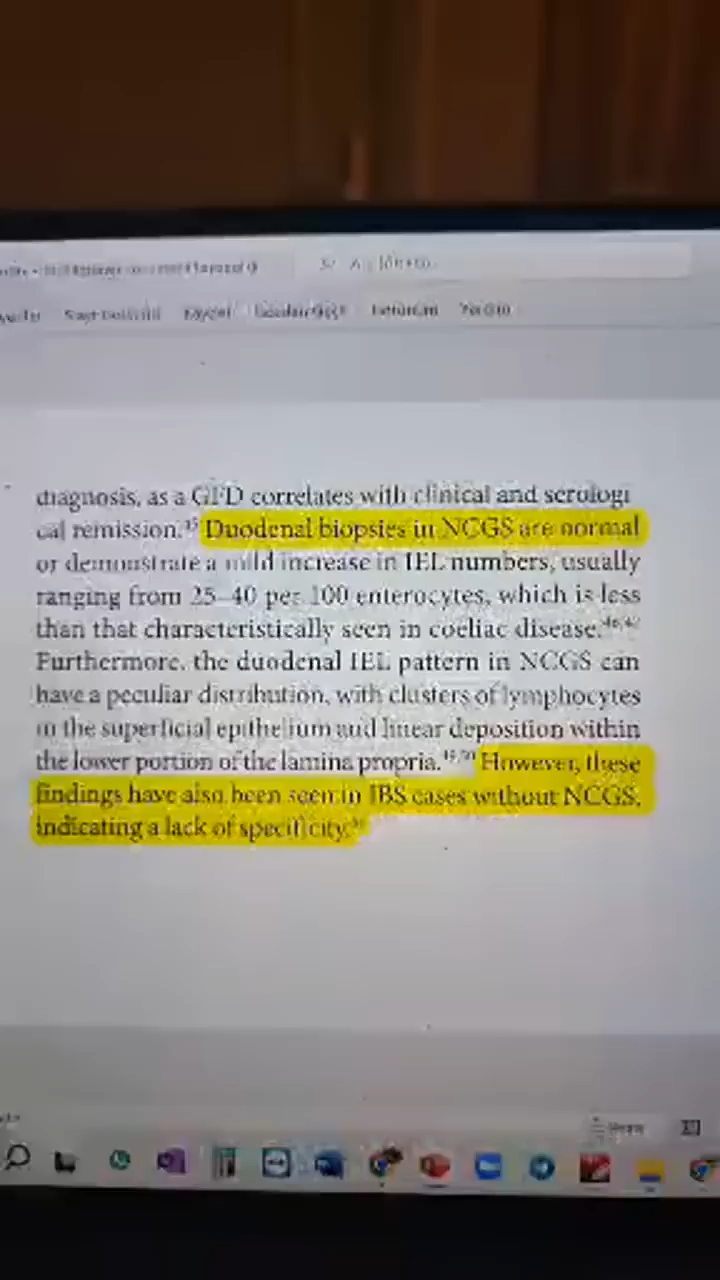 diagnosis, as a GFD correlates with clinical and serologi
cal remission.⁴⁵ Duodenal biopsies in NCGS are normal
or demonstrate a mild increase in IEL numbers, usually
ranging from 25–40 per 100 enterocytes, which is less
than that characteristically seen in coeliac disease.
Furthermore, the duodenal IEL pattern in NCGS can
have a peculiar distribution, with clusters of lymphocytes
in the superficial epithelium and linear deposition within
the lower portion of the lamina propria. However, these
findings have also been seen in IBS cases without NCGS,
indicating a lack of specificity.